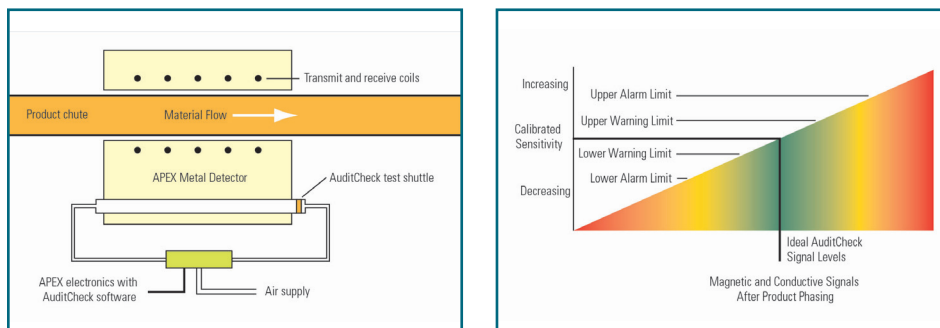 Transmit and receive coils
Product chute
Material Flow
APEX Metal Detector
AuditCheck test shuttle
APEX electronics with
AuditCheck software
Air supply
Increasing
Upper Alarm Limit
Upper Warning Limit
Calibrated
Sensitivity
Lower Warning Limit
Decreasing
Lower Alarm Limit
Ideal AuditCheck
Signal Levels
Magnetic and Conductive Signals
After Product Phasing